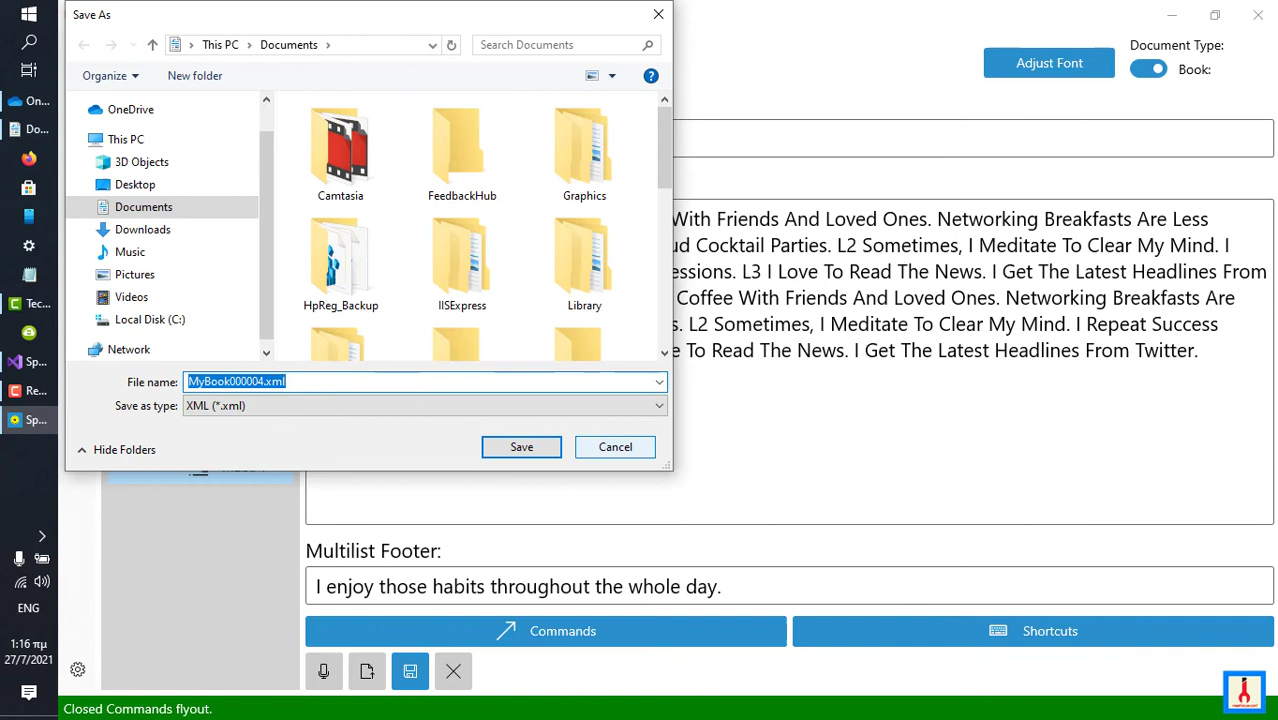 Save As
This PC
Documents
Search Documents
Organize
New folder
OneDrive
This PC
3D Objects
Desktop
Documents
Downloads
Music
Pictures
Videos
Local Disk (C:)
Network
Camtasia
FeedbackHub
Graphics
HpReg_Backup
IISExpress
Library
File name:
MyBook000004.xml
Save as type:
XML (*.xml)
Hide Folders
Save
Cancel
Adjust Font
Document Type:
Book:
With Friends And Loved Ones. Networking Breakfasts Are Less
ud Cocktail Parties. L2 Sometimes, I Meditate To Clear My Mind. I
essions. L3 I Love To Read The News. I Get The Latest Headlines From
Coffee With Friends And Loved Ones. Networking Breakfasts Are
s. L2 Sometimes, I Meditate To Clear My Mind. I Repeat Success
e To Read The News. I Get The Latest Headlines From Twitter.
Multilist Footer:
I enjoy those habits throughout the whole day.
Commands
Shortcuts
Closed Commands flyout.
On...
Do...
Tec...
Sp...
Re...
Sp...
ENG
1:16 πμ
27/7/2021